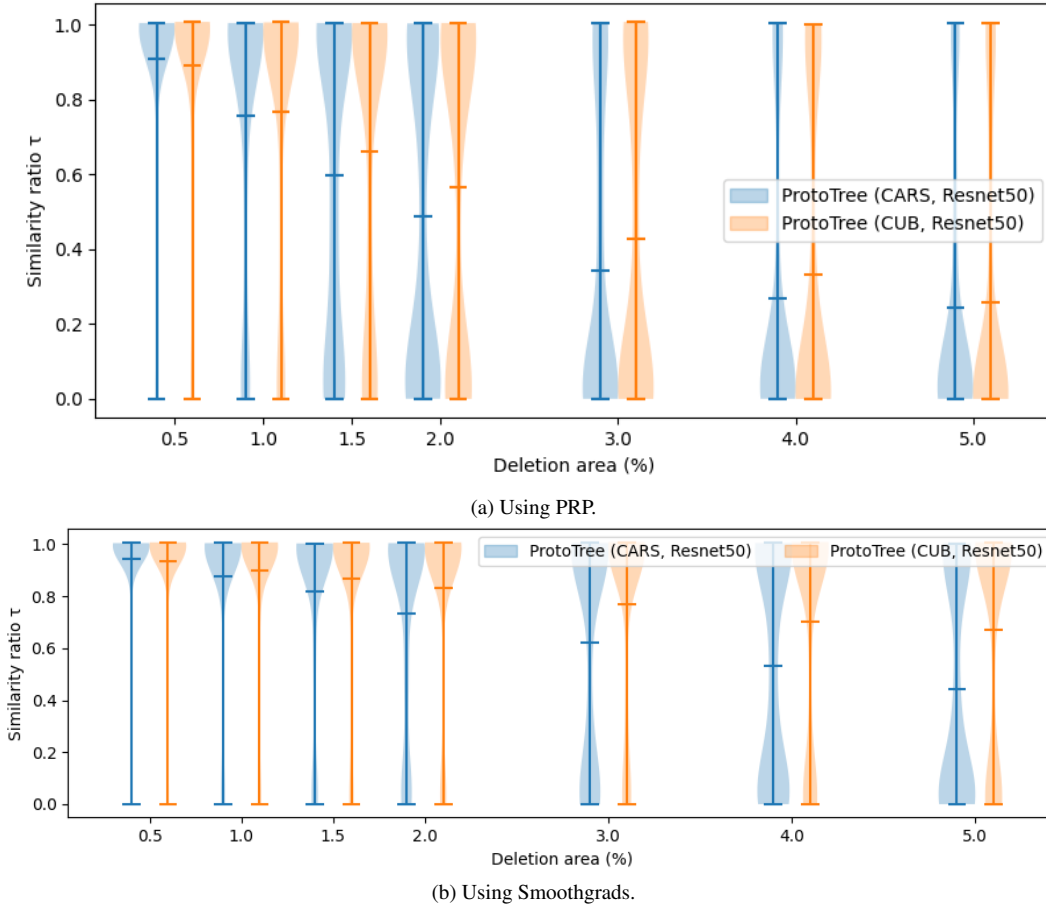 1.0
0.8
0.6
0.4
0.2
0.0
Similarity ratio τ
ProtoTree (CARS, Resnet50)
ProtoTree (CUB, Resnet50)
0.5 1.0 1.5 2.0 3.0 4.0 5.0
Deletion area (%)
(a) Using PRP.
1.0
0.8
0.6
0.4
0.2
0.0
Similarity ratio τ
ProtoTree (CARS, Resnet50) ProtoTree (CUB, Resnet50)
0.5 1.0 1.5 2.0 3.0 4.0 5.0
Deletion area (%)
(b) Using Smoothgrads.